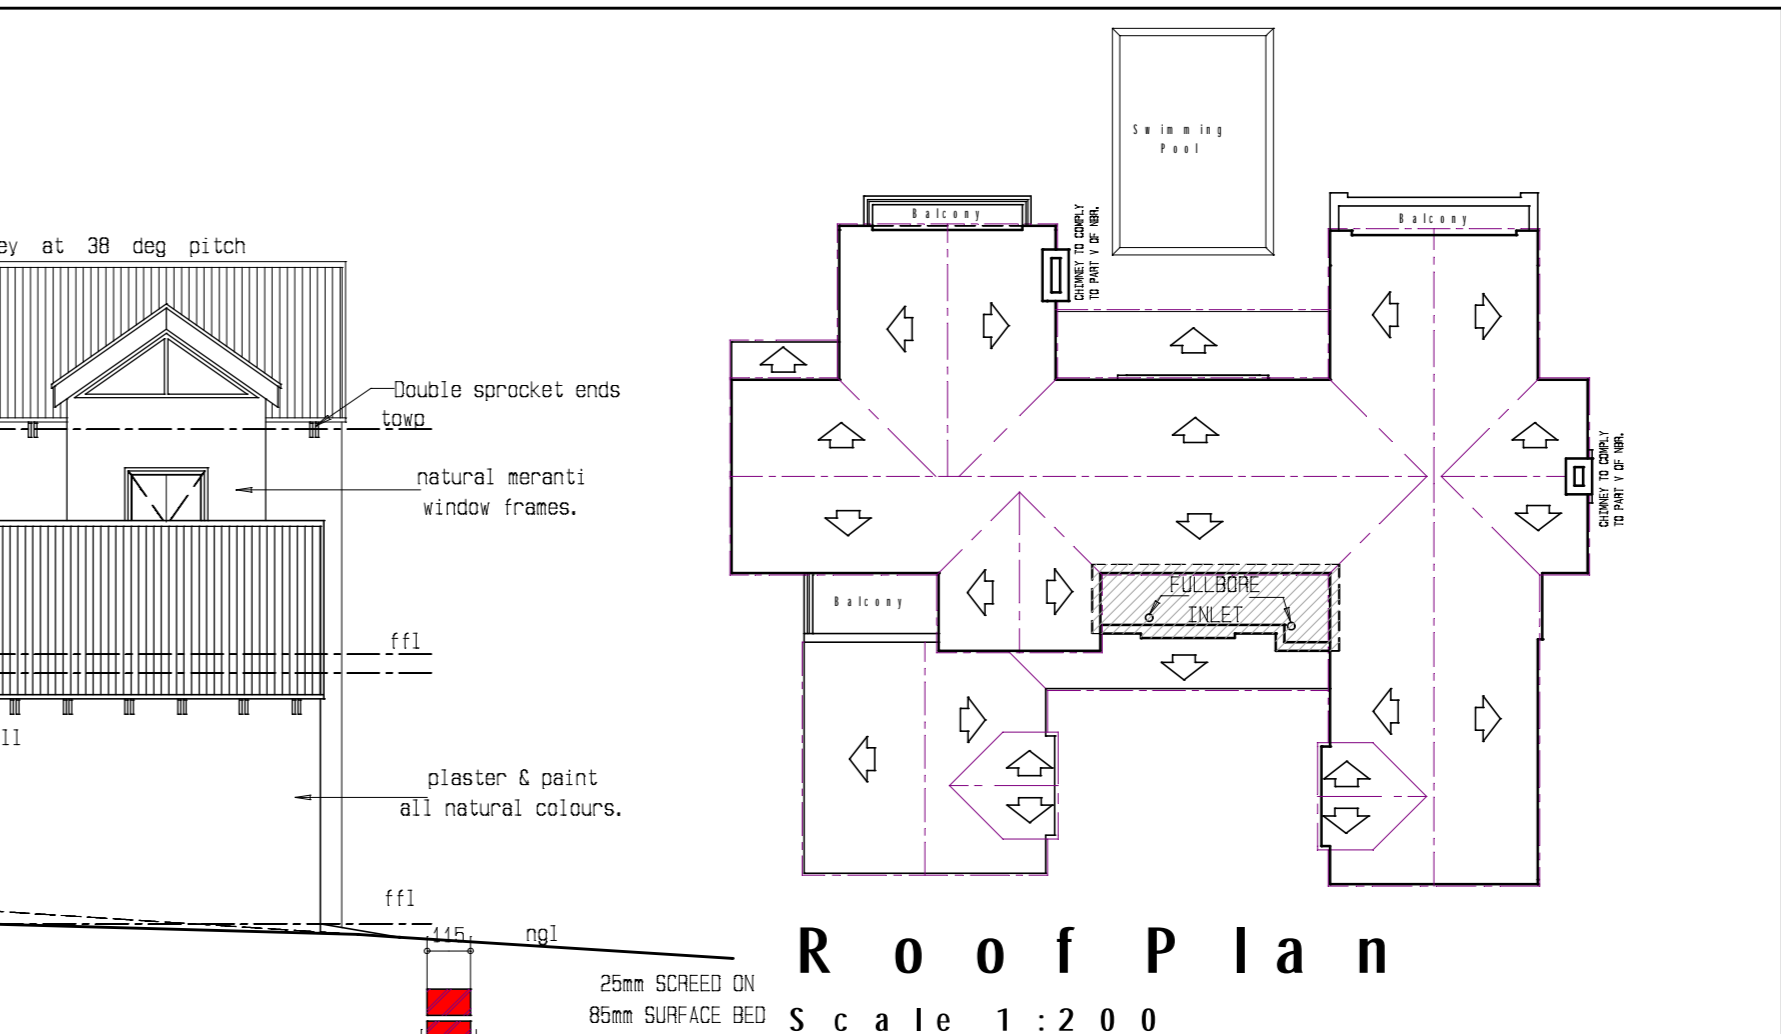 ey at 38 deg pitch
Double sprocket ends
towp
natural meranti
window frames.
ffl
ll
plaster & paint
all natural colours.
ffl
115
ngl
25mm SCREED ON
85mm SURFACE BED
Swimming
Pool
Balcony
CHIMNEY TO COMPLY
TO PART V OF NBR.
Balcony
CHIMNEY TO COMPLY
TO PART V OF NBR.
Balcony
FULLBORE
INLET
Roof Plan
Scale 1:200